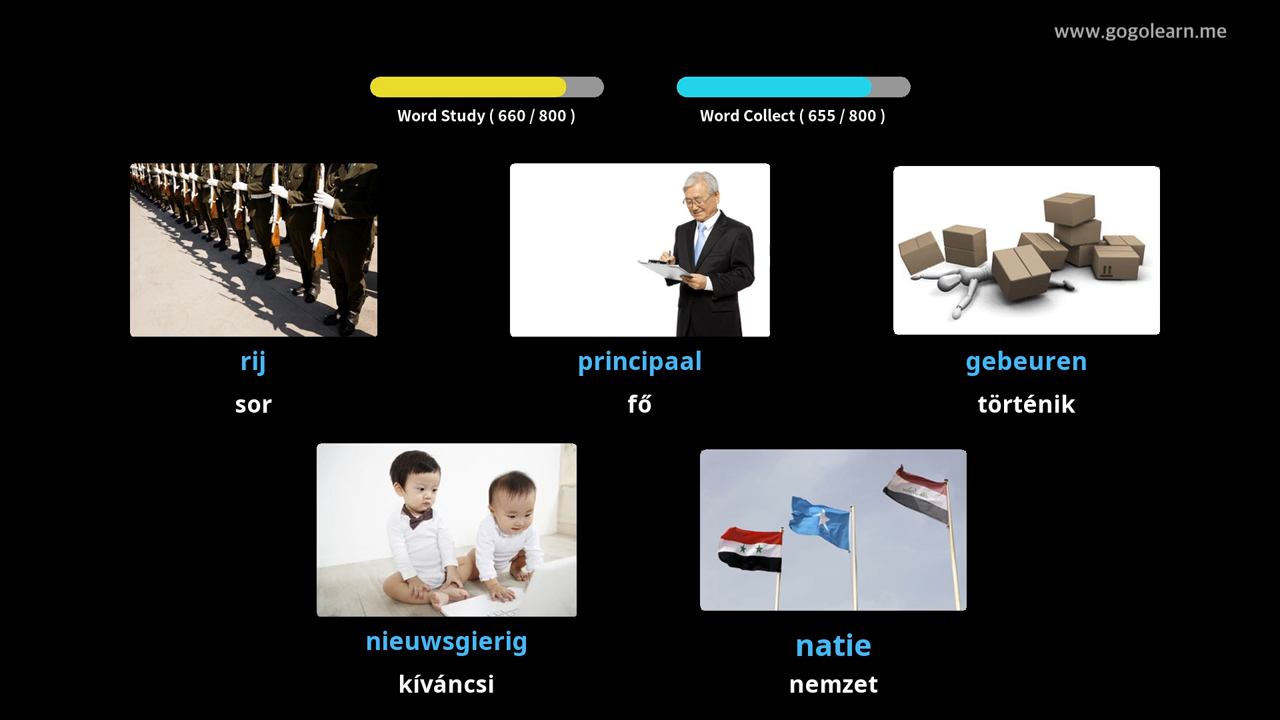 www.gogolearn.me
Word Study ( 660 / 800 )
Word Collect ( 655 / 800 )
rij
principaal
gebeuren
sor
fő
történik
nieuwsgierig
natie
kíváncsi
nemzet